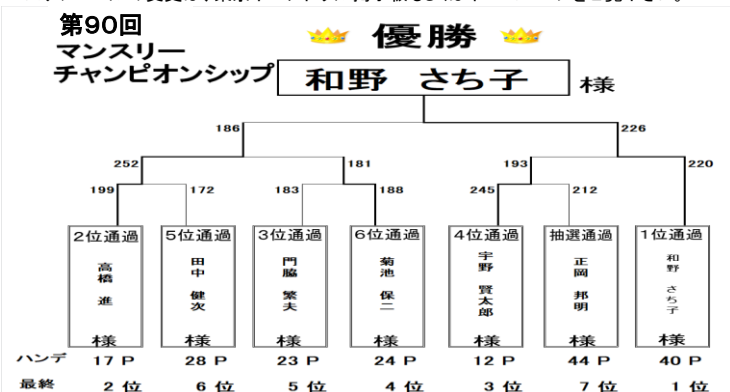 第90回
マンスリー
チャンピオンシップ
優勝
和野 さち子 様
186 226
252 181 193 220
199 172 183 188 245 212
2位通過 5位通過 3位通過 6位通過 4位通過 抽選通過 1位通過
高橋 進 様
田中 健次 様
門脇 繁夫 様
菊池 保二 様
宇野 賢太郎 様
正岡 邦明 様
和野 さち子 様
ハンデ 17 P 28 P 23 P 24 P 12 P 44 P 40 P
最終 2 位 6 位 5 位 4 位 3 位 7 位 1 位